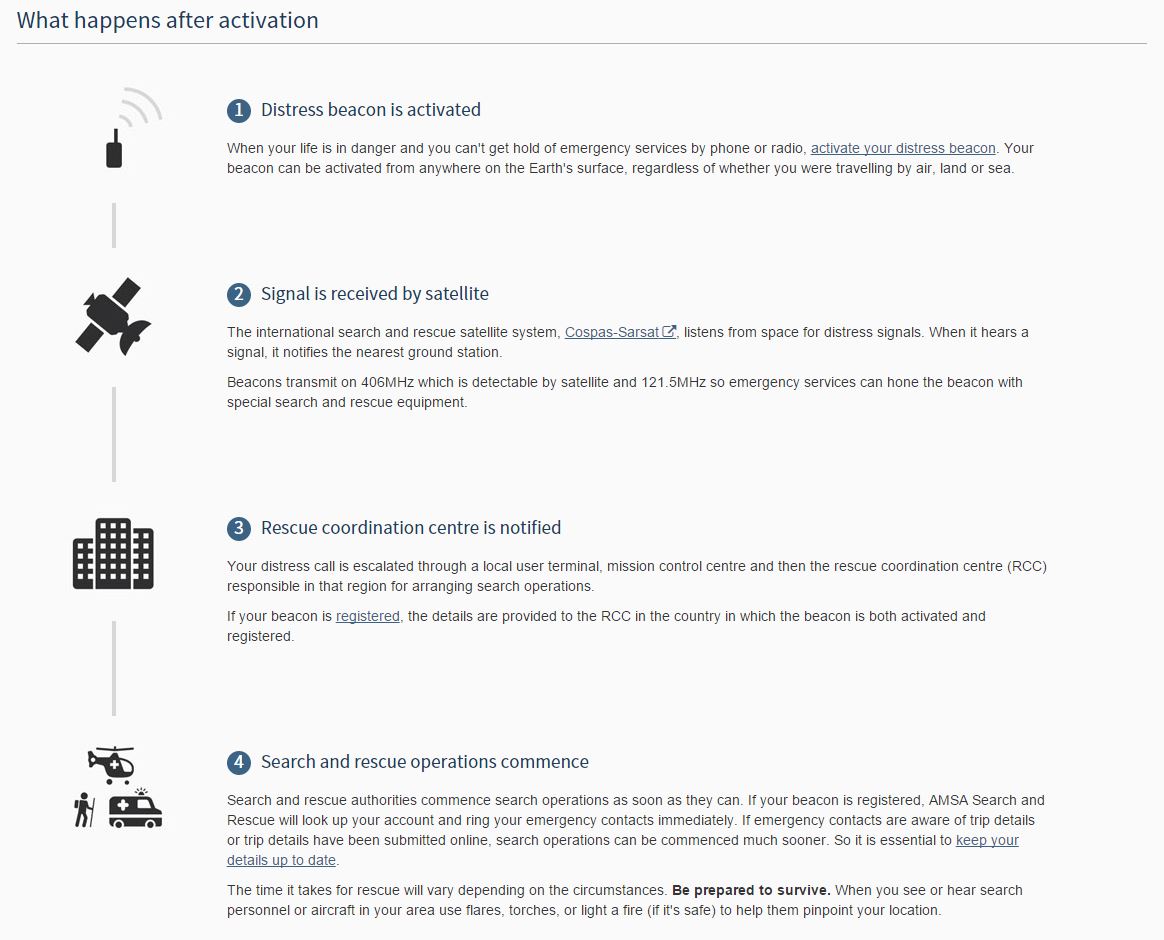 What happens after activation
1 Distress beacon is activated
When your life is in danger and you can't get hold of emergency services by phone or radio, activate your distress beacon. Your
beacon can be activated from anywhere on the Earth's surface, regardless of whether you were travelling by air, land or sea.
2 Signal is received by satellite
The international search and rescue satellite system, Cospas-Sarsat, listens from space for distress signals. When it hears a
signal, it notifies the nearest ground station.
Beacons transmit on 406MHz which is detectable by satellite and 121.5MHz so emergency services can hone the beacon with
special search and rescue equipment.
3 Rescue coordination centre is notified
Your distress call is escalated through a local user terminal, mission control centre and then the rescue coordination centre (RCC)
responsible in that region for arranging search operations.
If your beacon is registered, the details are provided to the RCC in the country in which the beacon is both activated and
registered.
4 Search and rescue operations commence
Search and rescue authorities commence search operations as soon as they can. If your beacon is registered, AMSA Search and
Rescue will look up your account and ring your emergency contacts immediately. If emergency contacts are aware of trip details
or trip details have been submitted online, search operations can be commenced much sooner. So it is essential to keep your
details up to date.
The time it takes for rescue will vary depending on the circumstances. Be prepared to survive. When you see or hear search
personnel or aircraft in your area use flares, torches, or light a fire (if it's safe) to help them pinpoint your location.